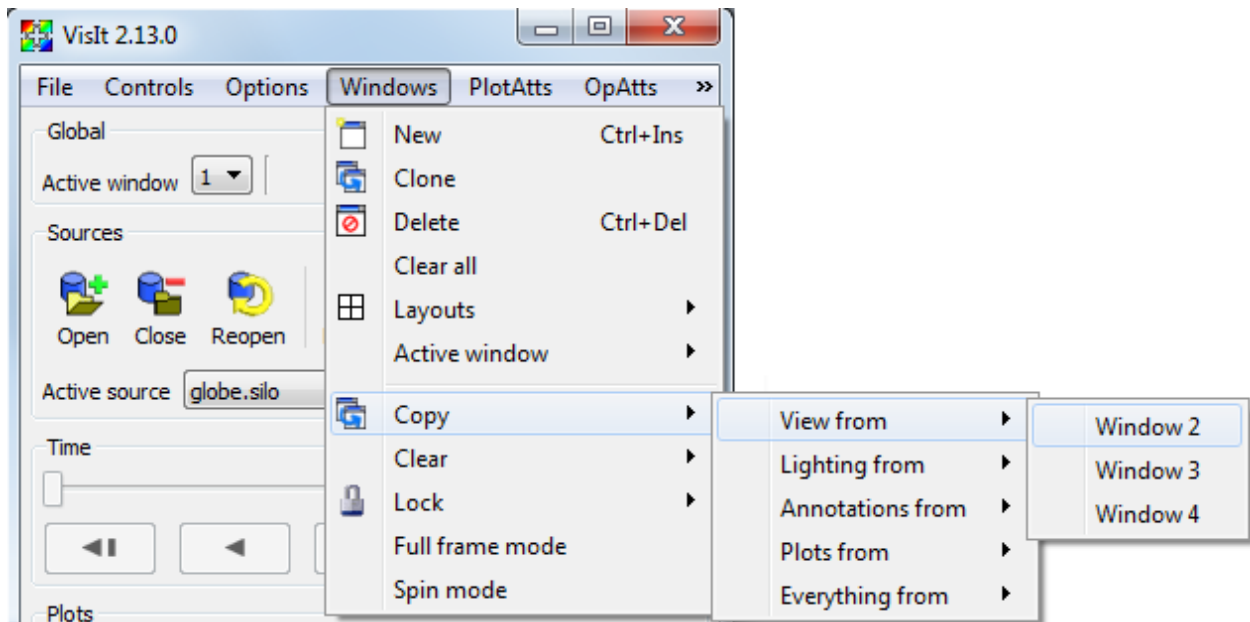 VisIt 2.13.0
File Controls Options Windows PlotAtts OpAtts »
Global
Active window 1
Sources
Open Close Reopen
Active source globe.silo
Time
Plots
New Ctrl+Ins
Clone
Delete Ctrl+Del
Clear all
Layouts
Active window
Copy
Clear
Lock
Full frame mode
Spin mode
View from
Lighting from
Annotations from
Plots from
Everything from
Window 2
Window 3
Window 4